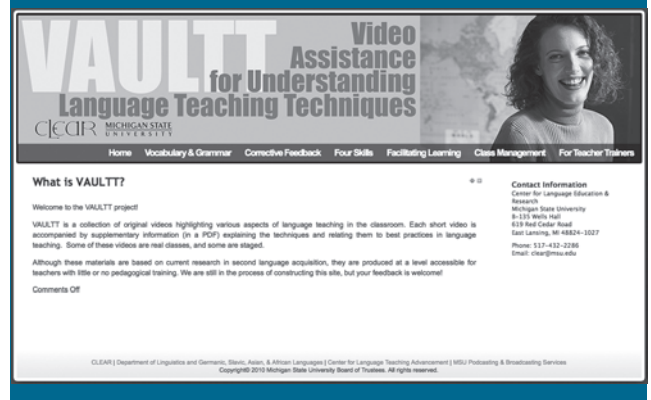 VAULTT
Video
Assistance
for Understanding
Language Teaching Techniques
CLEAR MICHIGAN STATE
UNIVERSITY
Home Vocabulary & Grammar Corrective Feedback Four Skills Facilitating Learning Class Management For Teacher Trainers
What is VAULTT?
Welcome to the VAULTT project!
VAULTT is a collection of original videos highlighting various aspects of language teaching in the classroom. Each short video is
accompanied by supplementary information (in a PDF) explaining the techniques and relating them to best practices in language
teaching. Some of these videos are real classes, and some are staged.
Although these materials are based on current research in second language acquisition, they are produced at a level accessible for
teachers with little or no pedagogical training. We are still in the process of constructing this site, but your feedback is welcome!
Comments Off
Contact Information
Center for Language Education &
Research
Michigan State University
B-135 Wells Hall
619 Red Cedar Road
East Lansing, MI 48824-1027
Phone: 517-432-2286
Email: clear@msu.edu
CLEAR | Department of Linguistics and Germanic, Slavic, Asian, & African Languages | Center for Language Teaching Advancement | MSU Podcasting & Broadcasting Services
Copyright© 2010 Michigan State University Board of Trustees. All rights reserved.